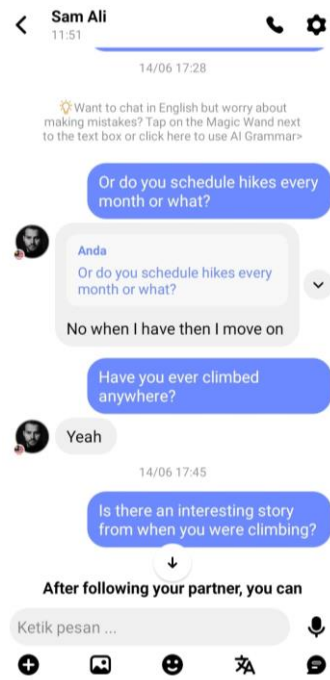 Sam Ali
11:51
14/06 17:28
Want to chat in English but worry about
making mistakes? Tap on the Magic Wand next
to the text box or click here to use AI Grammar>
Or do you schedule hikes every
month or what?
Anda
Or do you schedule hikes every
month or what?
No when I have then I move on
Have you ever climbed
anywhere?
Yeah
14/06 17:45
Is there an interesting story
from when you were climbing?
After following your partner, you can
Ketik pesan ...